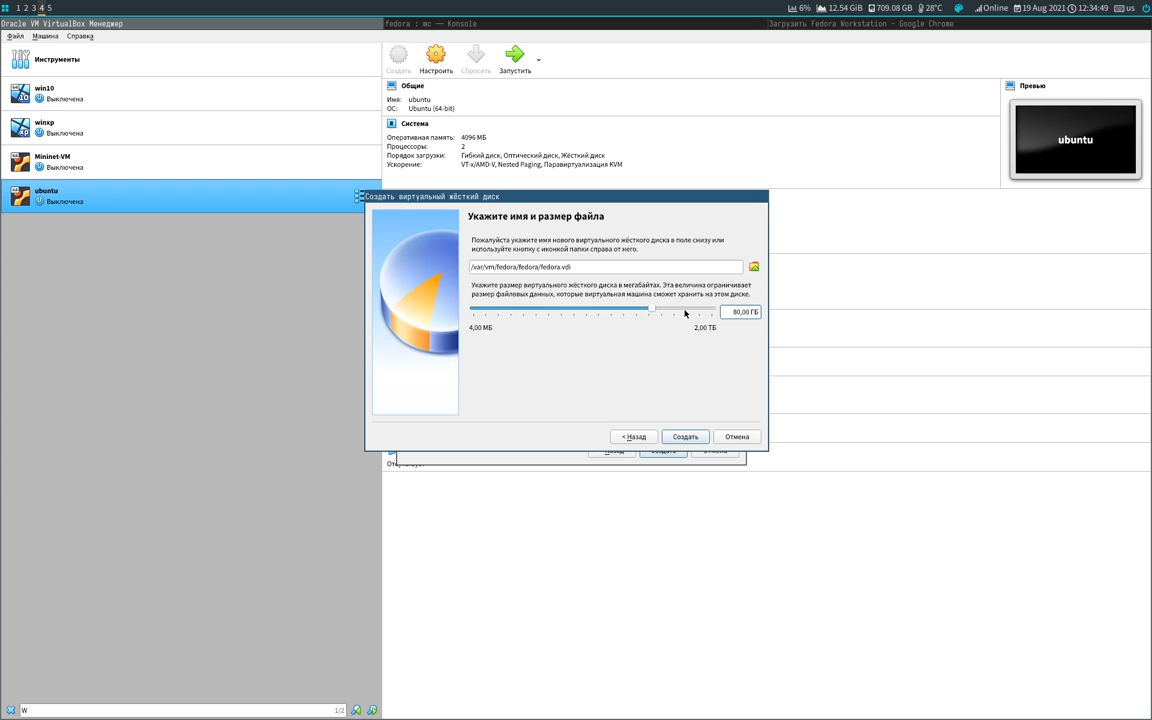 1 2 3 4 5
6% 12.54 GiB 709.08 GB 28°C Online 19 Aug 2021 12:34:49 us
Oracle VM VirtualBox Менеджер
fedora : mc — Konsole
Загрузить Fedora Workstation - Google Chrome
Файл Машина Справка
Инструменты
win10
Выключена
winxp
Выключена
Mininet-VM
Выключена
ubuntu
Выключена
Создать Настроить Сбросить Запустить
Общие
Имя: ubuntu
ОС: Ubuntu (64-bit)
Система
Оперативная память: 4096 МБ
Процессоры: 2
Порядок загрузки: Гибкий диск, Оптический диск, Жёсткий диск
Ускорение: VT-x/AMD-V, Nested Paging, Паравиртуализация KVM
Превью
ubuntu
Создать виртуальный жёсткий диск
Укажите имя и размер файла
Пожалуйста укажите имя нового виртуального жёсткого диска в поле снизу или
используйте кнопку с иконкой папки справа от него.
/var/vm/fedora/fedora/fedora.vdi
Укажите размер виртуального жёсткого диска в мегабайтах. Эта величина ограничивает
размер файловых данных, которые виртуальная машина сможет хранить на этом диске.
80,00 ГБ
4,00 МБ 2,00 ТБ
< Назад Создать Отмена
W
1/2